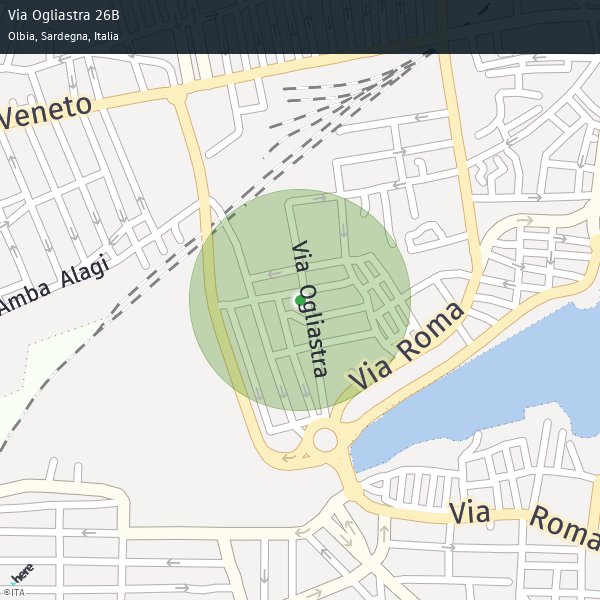 Via Ogliastra 26B
Olbia, Sardegna, Italia
Veneto
Via Ogliastra
Amba Alagi
Via Roma
Via Roma
here
©ITA